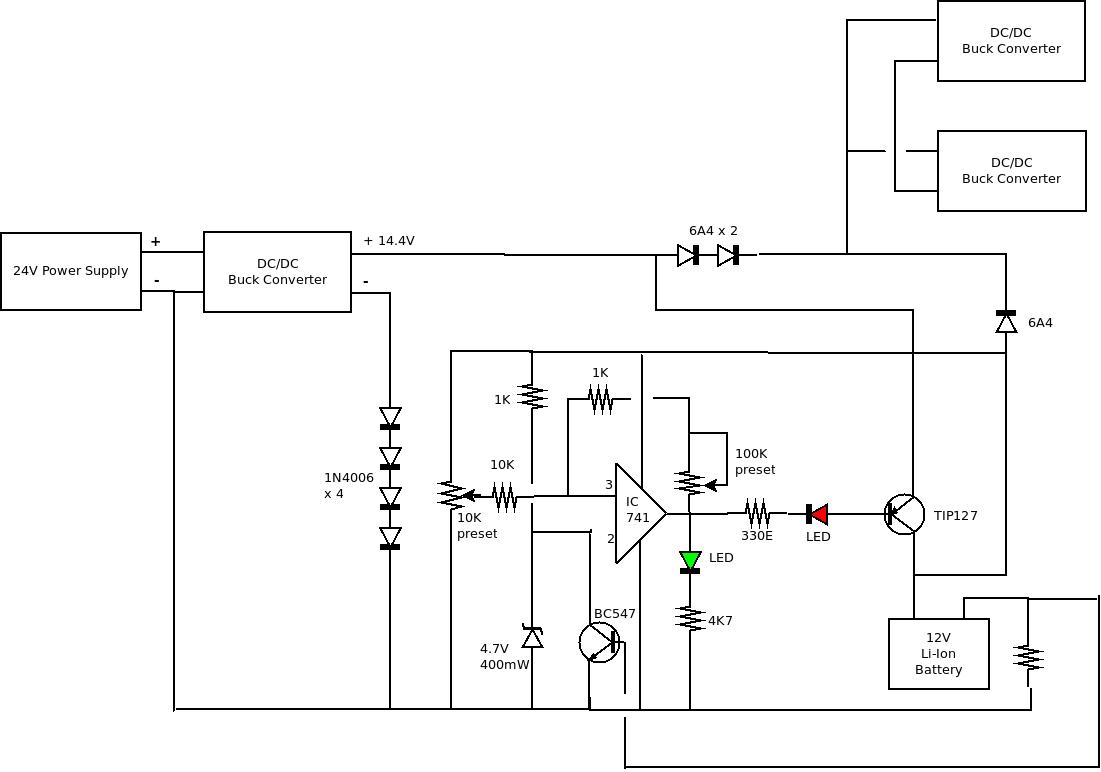 DC/DC
Buck Converter
DC/DC
Buck Converter
24V Power Supply
+
-
DC/DC
Buck Converter
+ 14.4V
-
6A4 x 2
6A4
1N4006
x 4
1K
1K
10K
10K
preset
3
2
IC
741
100K
preset
330E
LED
TIP127
LED
4K7
BC547
4.7V
400mW
12V
Li-Ion
Battery